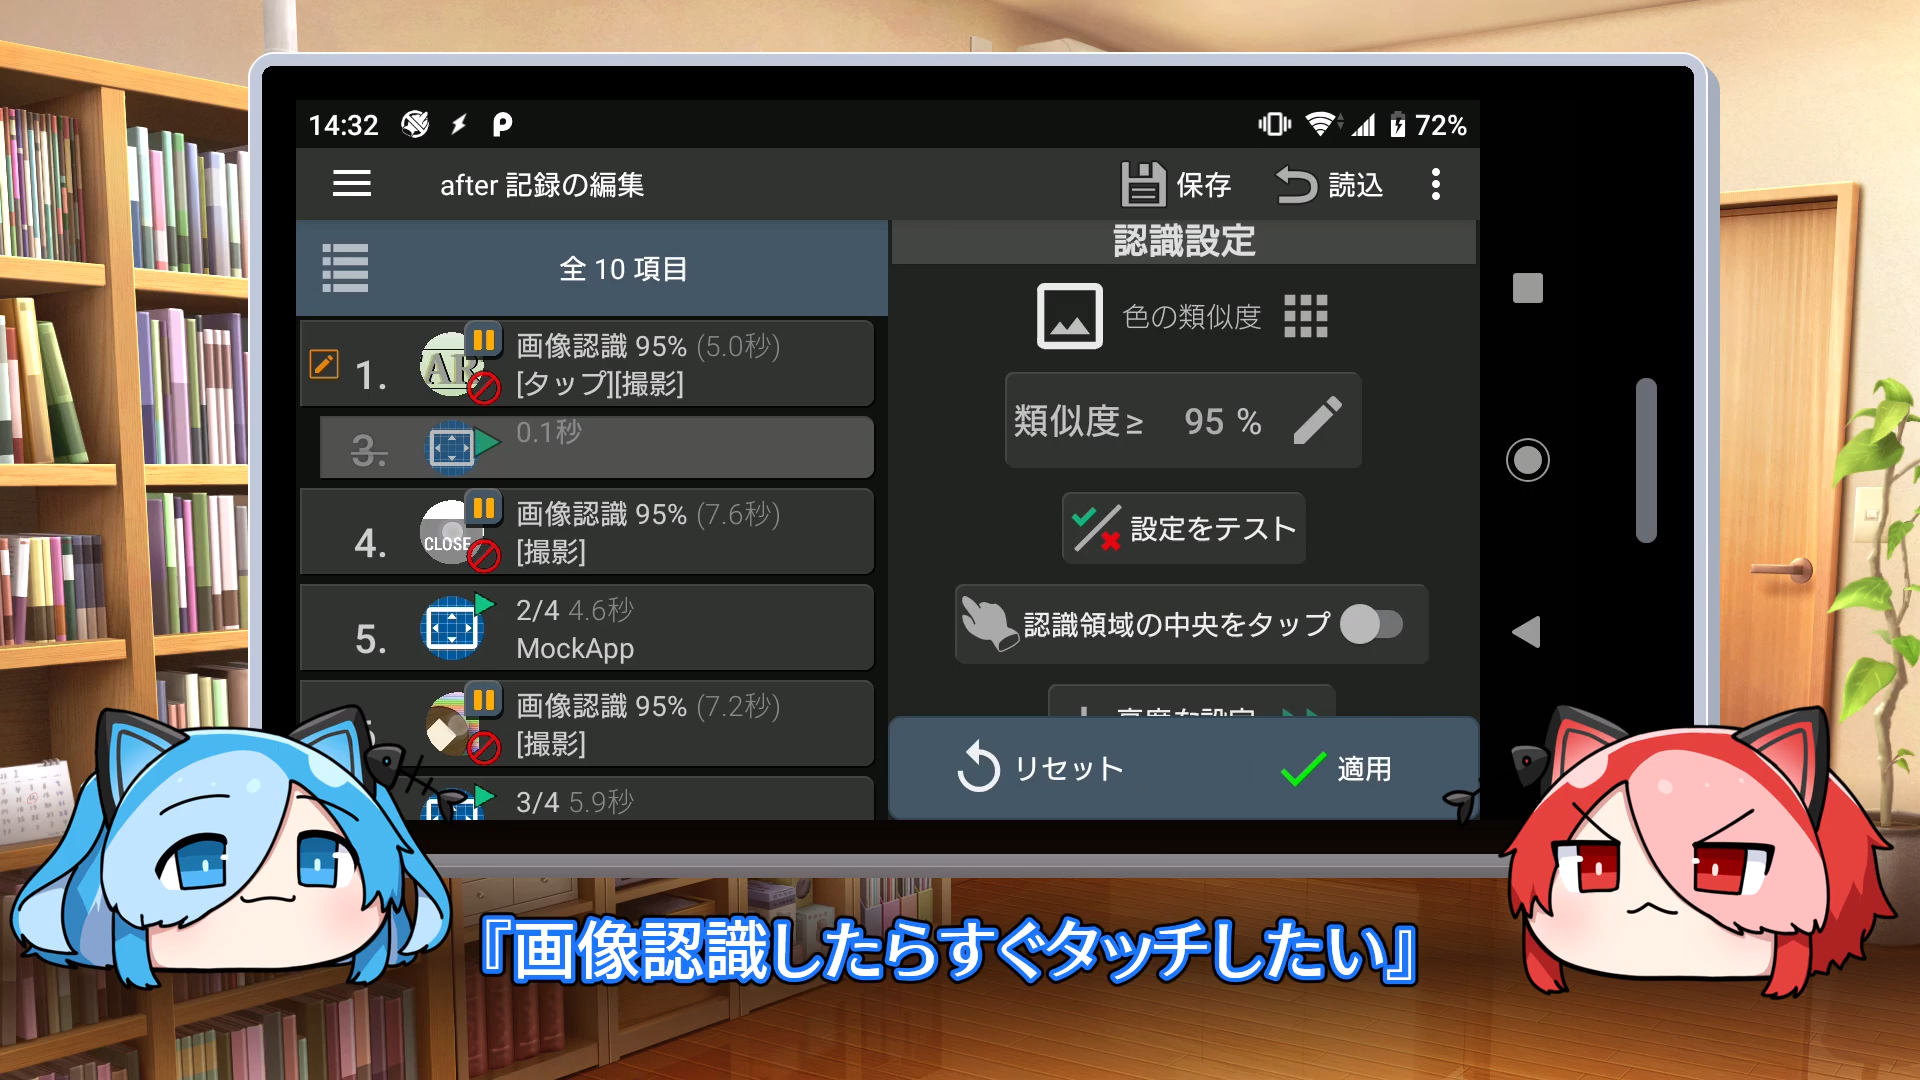 14:32
72%
after 記録の編集
保存
読込
全 10 項目
1.
画像認識 95% (5.0秒)
[タップ][撮影]
3.
0.1秒
4.
CLOSE
画像認識 95% (7.6秒)
[撮影]
5.
2/4 4.6秒
MockApp
画像認識 95% (7.2秒)
[撮影]
3/4 5.9秒
認識設定
色の類似度
類似度≥ 95 %
設定をテスト
認識領域の中央をタップ
高度な設定
リセット
適用
『画像認識したらすぐタッチしたい』